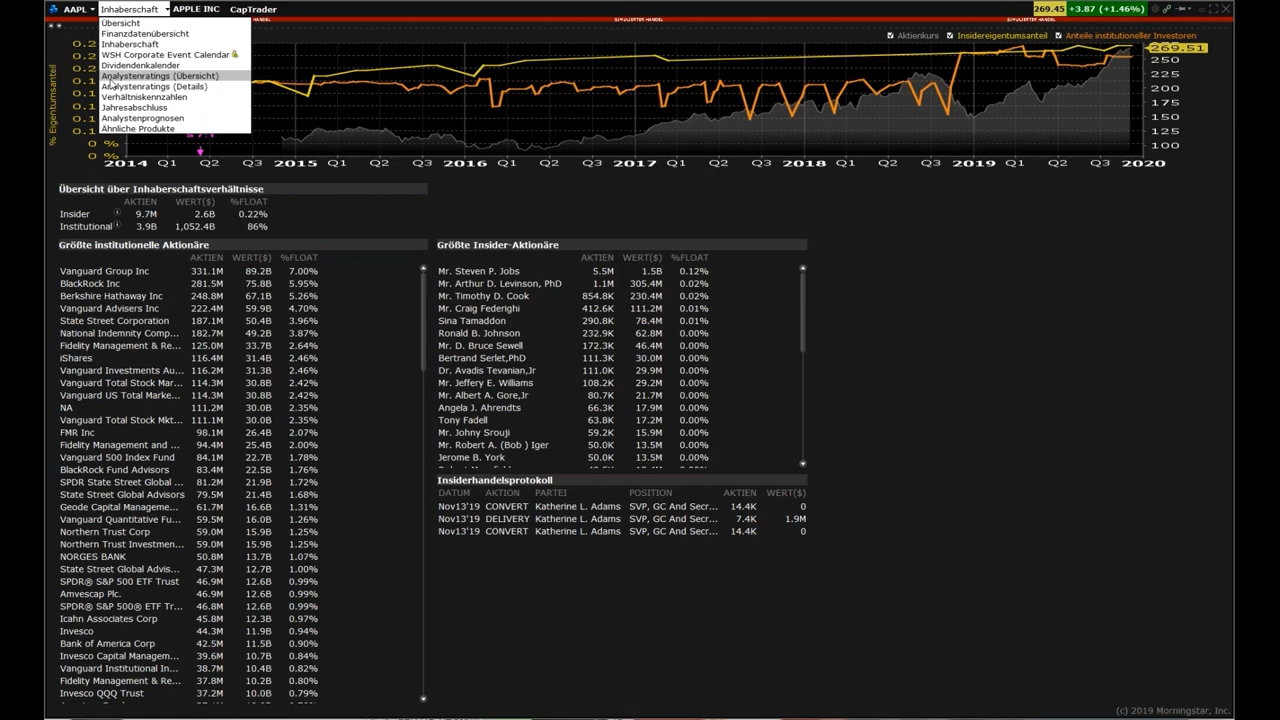 AAPL Inhaberschaft APPLE INC CapTrader 269.45 +3.87 (+1.46%)
SIMULIERTER HANDEL SIMULIERTER HANDEL SIMULIERTER HANDEL
Übersicht
Finanzdatenübersicht
Inhaberschaft
WSH Corporate Event Calendar
Dividendenkalender
Analystenratings (Übersicht)
Analystenratings (Details)
Verhältniskennzahlen
Jahresabschluss
Analystenprognosen
Ähnliche Produkte
Aktienkurs Insidereigentumsanteil Anteile institutioneller Investoren
% Eigentumsanteil
0.2
0.2
0.2
0.1
0.1
0.1
0.1
0 %
0 %
269.51
250
225
200
175
150
125
100
2014 Q1 Q2 Q3 2015 Q1 Q2 Q3 2016 Q1 Q2 Q3 2017 Q1 Q2 Q3 2018 Q1 Q2 Q3 2019 Q1 Q2 Q3 2020
Übersicht über Inhaberschaftsverhältnisse
AKTIEN WERT($) %FLOAT
Insider 9.7M 2.6B 0.22%
Institutional 3.9B 1,052.4B 86%
Größte institutionelle Aktionäre
AKTIEN WERT($) %FLOAT
Vanguard Group Inc 331.1M 89.2B 7.00%
BlackRock Inc 281.5M 75.8B 5.95%
Berkshire Hathaway Inc 248.8M 67.1B 5.26%
Vanguard Advisers Inc 222.4M 59.9B 4.70%
State Street Corporation 187.1M 50.4B 3.96%
National Indemnity Comp... 182.7M 49.2B 3.87%
Fidelity Management & Re... 125.0M 33.7B 2.64%
iShares 116.4M 31.4B 2.46%
Vanguard Investments Au... 116.2M 31.3B 2.46%
Vanguard Total Stock Mar... 114.3M 30.8B 2.42%
Vanguard US Total Marke... 114.3M 30.8B 2.42%
NA 111.2M 30.0B 2.35%
Vanguard Total Stock Mkt... 111.1M 30.0B 2.35%
FMR Inc 98.1M 26.4B 2.07%
Fidelity Management and ... 94.4M 25.4B 2.00%
Vanguard 500 Index Fund 84.1M 22.7B 1.78%
BlackRock Fund Advisors 83.4M 22.5B 1.76%
SPDR State Street Global ... 81.2M 21.9B 1.72%
State Street Global Advisors 79.5M 21.4B 1.68%
Geode Capital Manageme... 61.7M 16.6B 1.31%
Vanguard Quantitative Fu... 59.5M 16.0B 1.26%
Northern Trust Corp 59.1M 15.9B 1.25%
Northern Trust Investmen... 59.0M 15.9B 1.25%
NORGES BANK 50.8M 13.7B 1.07%
State Street Global Advis... 47.3M 12.7B 1.00%
SPDR® S&P 500 ETF Trust 46.9M 12.6B 0.99%
Amvescap Plc. 46.9M 12.6B 0.99%
SPDR® S&P 500® ETF Tr... 46.8M 12.6B 0.99%
Icahn Associates Corp 45.8M 12.3B 0.97%
Invesco 44.3M 11.9B 0.94%
Bank of America Corp 42.5M 11.5B 0.90%
Invesco Capital Managem... 39.6M 10.7B 0.84%
Vanguard Institutional In... 38.7M 10.4B 0.82%
Fidelity Management & Re... 37.8M 10.2B 0.80%
Invesco QQQ Trust 37.2M 10.0B 0.79%
Größte Insider-Aktionäre
AKTIEN WERT($) %FLOAT
Mr. Steven P. Jobs 5.5M 1.5B 0.12%
Mr. Arthur D. Levinson, PhD 1.1M 305.4M 0.02%
Mr. Timothy D. Cook 854.8K 230.4M 0.02%
Mr. Craig Federighi 412.6K 111.2M 0.01%
Sina Tamaddon 290.8K 78.4M 0.01%
Ronald B. Johnson 232.9K 62.8M 0.00%
Mr. D. Bruce Sewell 172.3K 46.4M 0.00%
Bertrand Serlet,PhD 111.3K 30.0M 0.00%
Dr. Avadis Tevanian,Jr 111.0K 29.9M 0.00%
Mr. Jeffery E. Williams 108.2K 29.2M 0.00%
Mr. Albert A. Gore,Jr 80.7K 21.7M 0.00%
Angela J. Ahrendts 66.3K 17.9M 0.00%
Tony Fadell 63.8K 17.2M 0.00%
Mr. Johny Srouji 59.2K 15.9M 0.00%
Mr. Robert A. (Bob ) Iger 50.0K 13.5M 0.00%
Jerome B. York 50.0K 13.5M 0.00%
Insiderhandelsprotokoll
DATUM AKTION PARTEI POSITION AKTIEN WERT($)
Nov13'19 CONVERT Katherine L. Adams SVP, GC And Secr... 14.4K 0
Nov13'19 DELIVERY Katherine L. Adams SVP, GC And Secr... 7.4K 1.9M
Nov13'19 CONVERT Katherine L. Adams SVP, GC And Secr... 14.4K 0
(c) 2019 Morningstar, Inc.